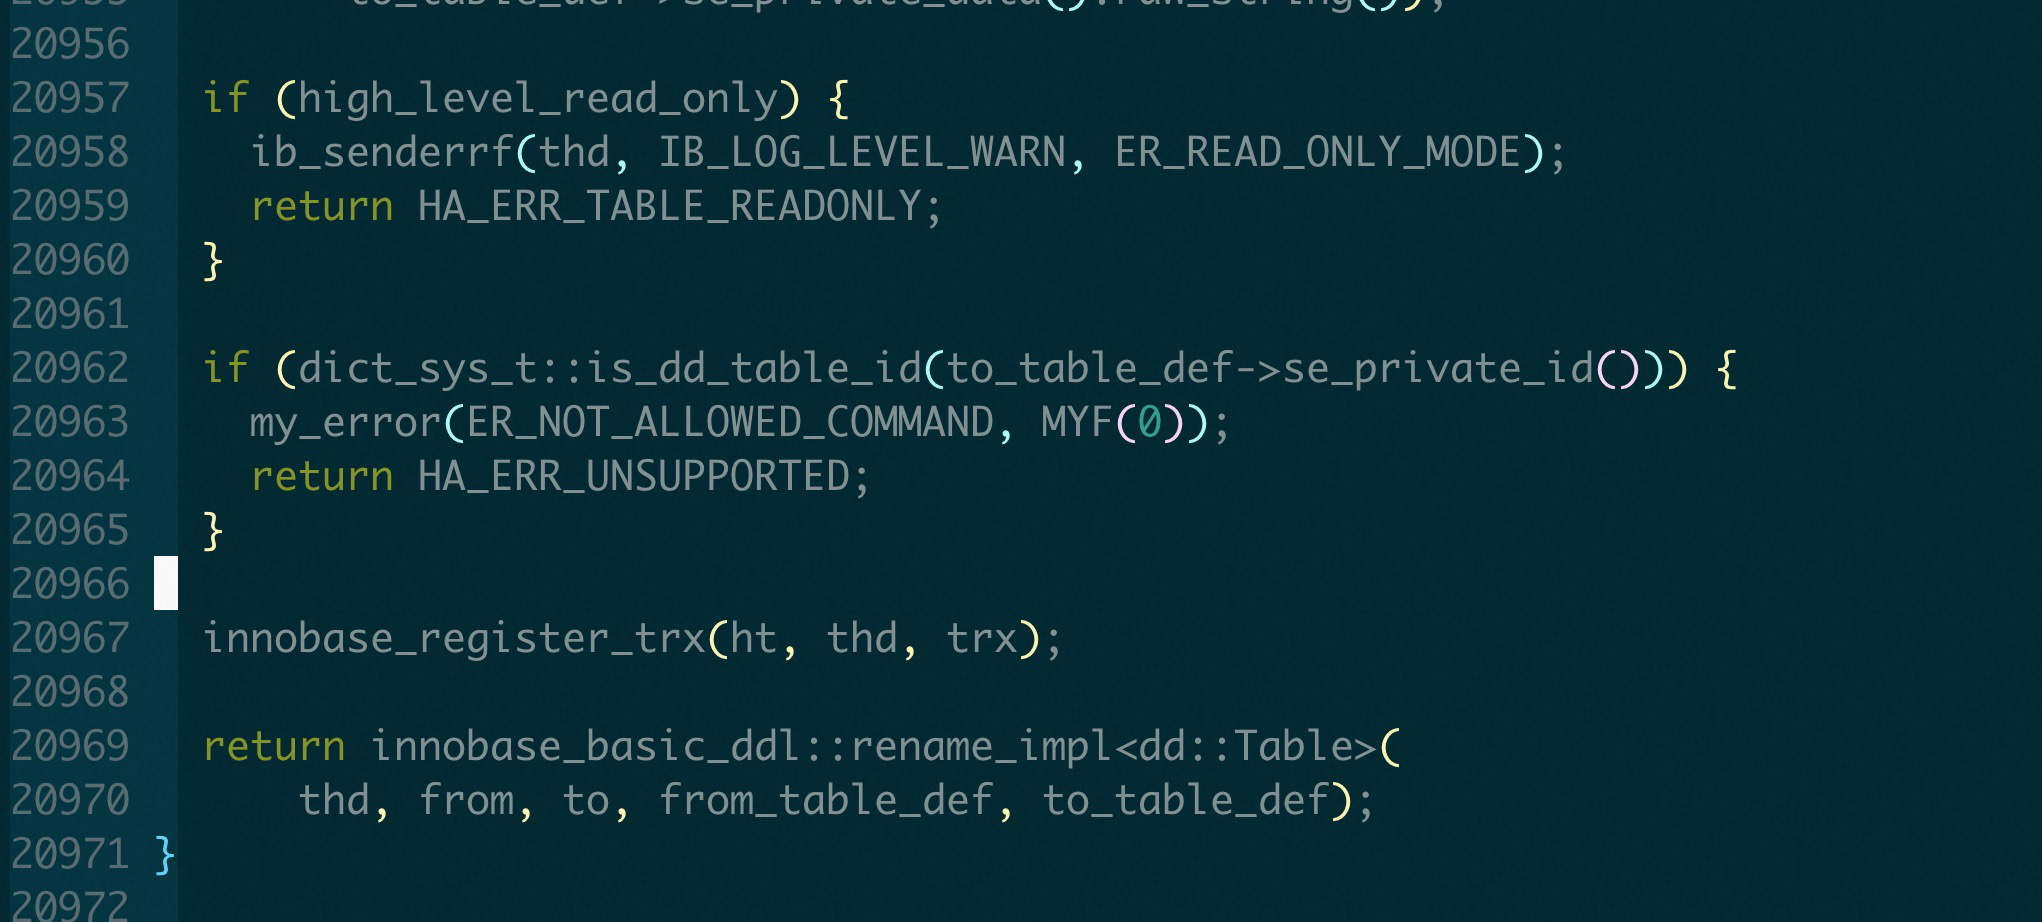 20955         to_table_def->se_private_data().raw_string());
20956
20957   if (high_level_read_only) {
20958     ib_senderrf(thd, IB_LOG_LEVEL_WARN, ER_READ_ONLY_MODE);
20959     return HA_ERR_TABLE_READONLY;
20960   }
20961
20962   if (dict_sys_t::is_dd_table_id(to_table_def->se_private_id())) {
20963     my_error(ER_NOT_ALLOWED_COMMAND, MYF(0));
20964     return HA_ERR_UNSUPPORTED;
20965   }
20966
20967   innobase_register_trx(ht, thd, trx);
20968
20969   return innobase_basic_ddl::rename_impl<dd::Table>(
20970       thd, from, to, from_table_def, to_table_def);
20971 }
20972